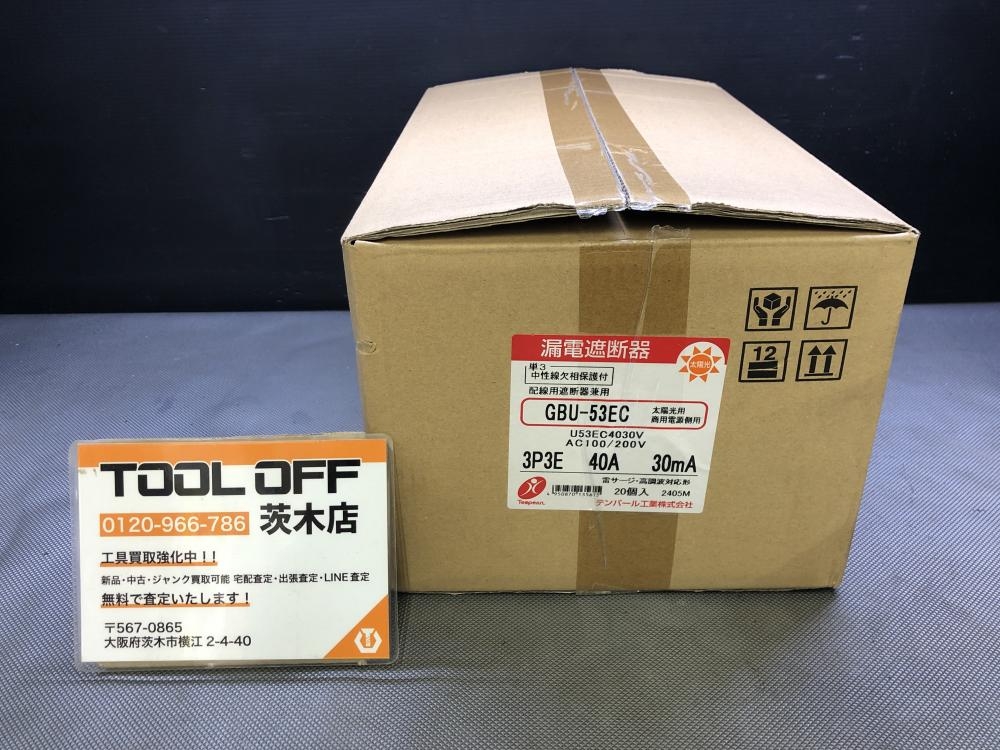 漏電遮断器
太陽光
単3
中性線欠相保護付
配線用遮断器兼用
GBU-53EC
太陽光用
商用電源側用
U53EC4030V
AC100/200V
3P3E 40A 30mA
雷サージ・高調波対応形
20個入 2405M
Tempearl
テンパール工業株式会社
12
TOOL OFF
0120-966-786 茨木店
工具買取強化中!!
新品・中古・ジャンク買取可能 宅配査定・出張査定・LINE査定
無料で査定いたします!
〒567-0865
大阪府茨木市横江 2-4-40